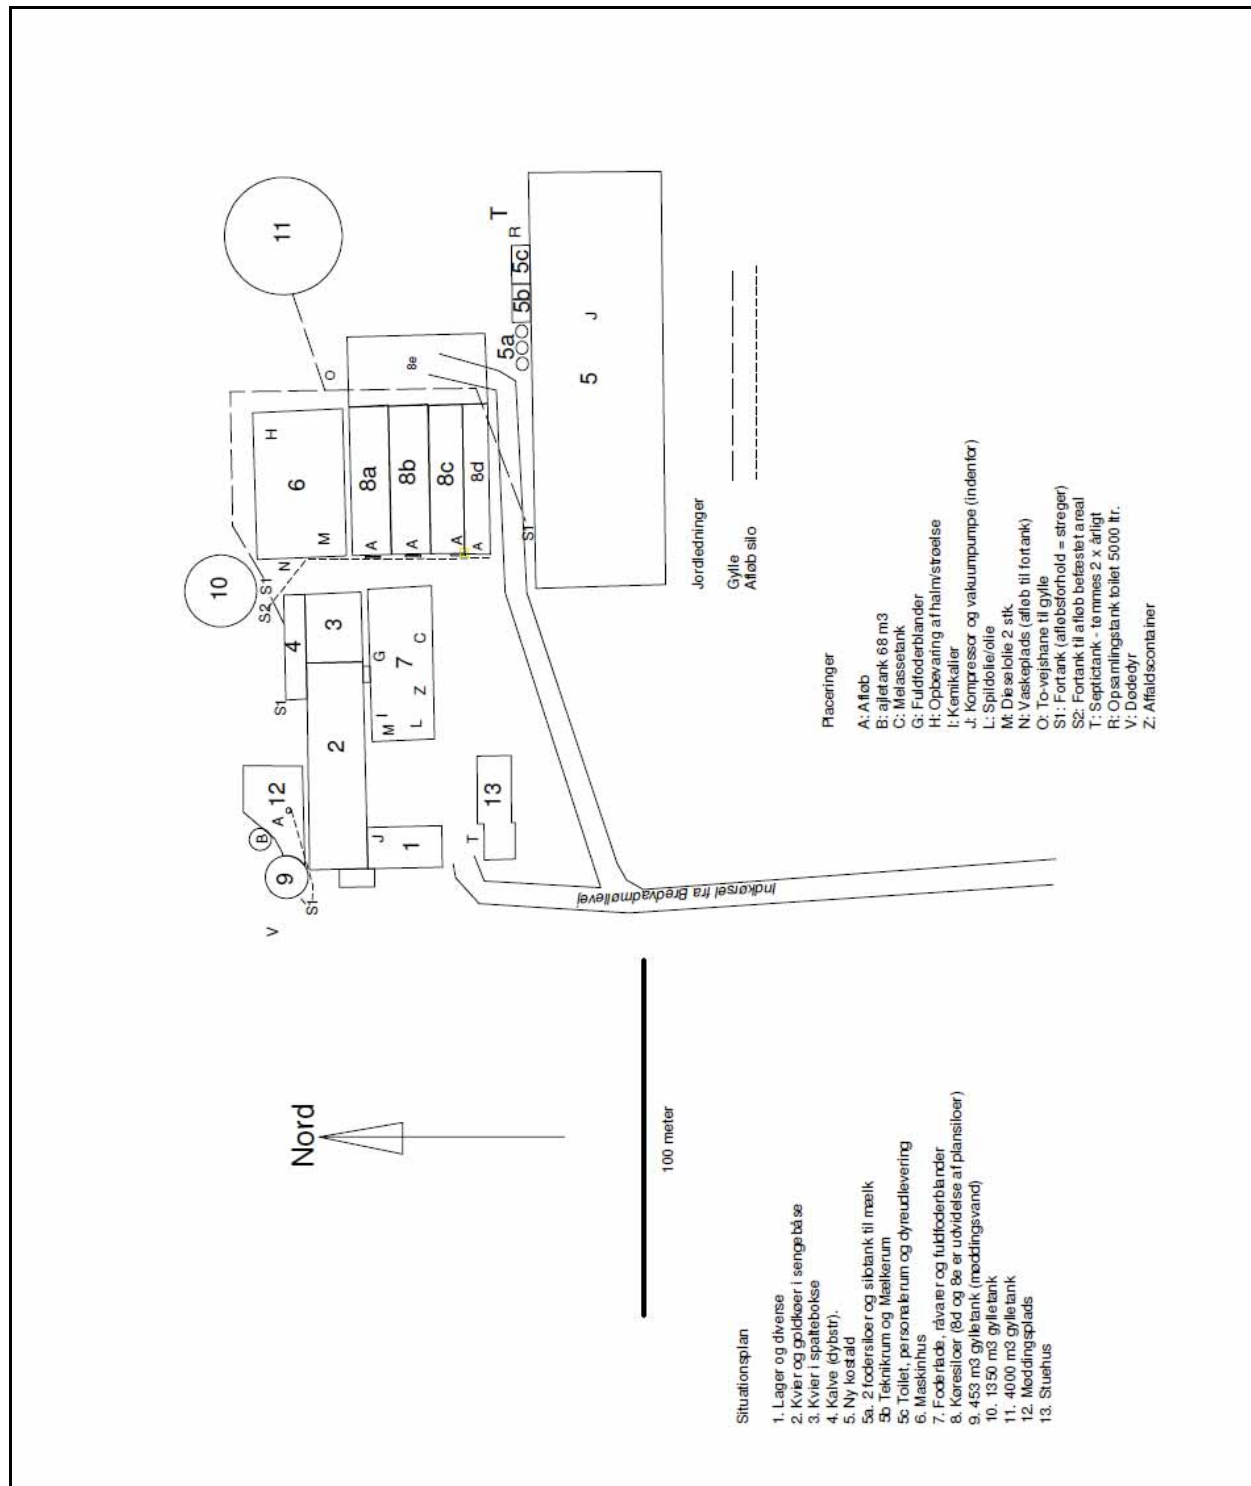 Nord
100 meter
Situationsplan
1. Lager og diverse
2. Kvier og goldkøer i sengebåse
3. Kvier i spaltebokse
4. Kalve (dybstr).
5. Ny kostald
5a. 2 fodersiloer og silotank til mælk
5b Teknikrum og Mælkerum
5c Toilet, personalerum og dyreudlevering
6. Maskinhus
7. Foderlade, råvarer og fuldfoderblander
8. Køresiloer (8d og 8e er udvidelse af plansiloer)
9. 453 m3 gylletank (møddingsvand)
10. 1350 m3 gylletank
11. 4000 m3 gylletank
12. Møddingsplads
13. Stuehus
V
S1
9
B
A
12
S1
2
4
3
S2
S1
10
N
J
1
M
I
G
L
Z
7
C
T
13
H
6
M
O
11
8a
A
8b
A
8c
A
8d
A
8e
S1
5a
5b
5c
R
T
5
J
Indkørsel fra Bredvadmøllevej
Jordledninger
Gylle
Afløb silo
Placeringer
A: Afløb
B: ajletank 68 m3
C: Melassetank
G: Fuldfoderblander
H: Opbevaring af halm/strøelse
I: Kemikalier
J: Kompressor og vakuumpumpe (indenfor)
L: Spildolie/olie
M: Dieselolie 2 stk.
N: Vaskeplads (afløb til fortank)
O: To-vejshane til gylle
S1: Fortank (afløbsforhold = streger)
S2: Fortank til afløb befæstet areal
T: Septictank - tømmes 2 x årligt
R: Opsamlingstank toilet 5000 ltr.
V: Dødedyr
Z: Affaldscontainer